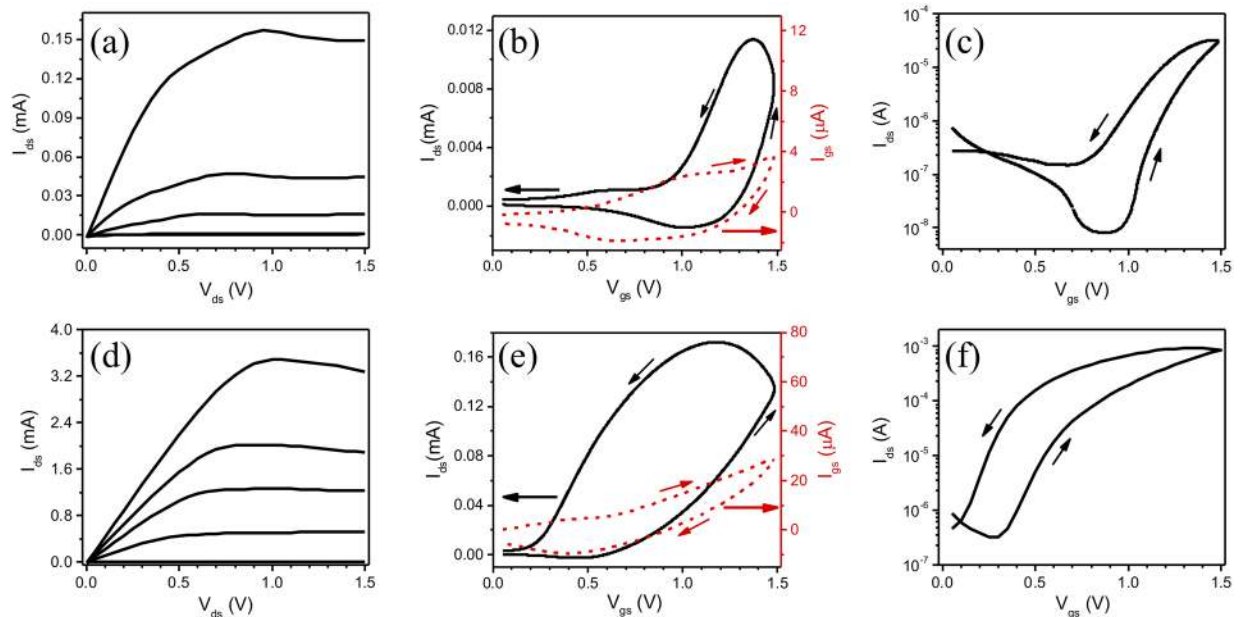 (a)
0.15
0.12
0.09
0.06
0.03
0.00
I_ds (mA)
0.0 0.5 1.0 1.5
V_ds (V)
(b)
0.012
0.008
0.004
0.000
I_ds (mA)
12
8
4
0
I_gs (μA)
0.0 0.5 1.0 1.5
V_gs (V)
(c)
10^-4
10^-5
10^-6
10^-7
10^-8
I_ds (A)
0.0 0.5 1.0 1.5
V_gs (V)
(d)
4.0
3.2
2.4
1.6
0.8
0.0
I_ds (mA)
0.0 0.5 1.0 1.5
V_ds (V)
(e)
0.16
0.12
0.08
0.04
0.00
I_ds (mA)
80
60
40
20
0
I_gs (μA)
0.0 0.5 1.0 1.5
V_gs (V)
(f)
10^-3
10^-4
10^-5
10^-6
10^-7
I_ds (A)
0.0 0.5 1.0 1.5
V_gs (V)